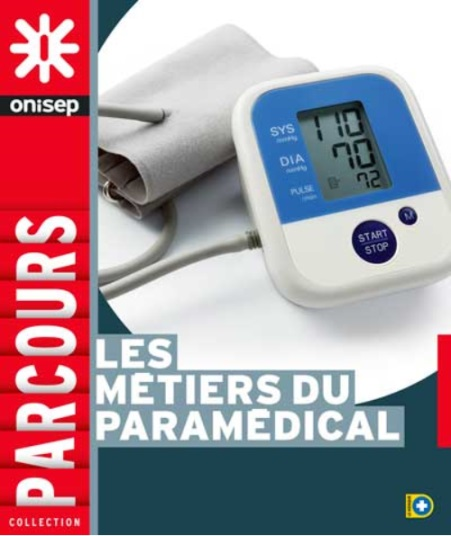 onisep
SYS
mmHg
110
DIA
mmHg
70
PULSE
/min
72
M
START
STOP
PARCOURS
COLLECTION
LES
MÉTIERS DU
PARAMÉDICAL